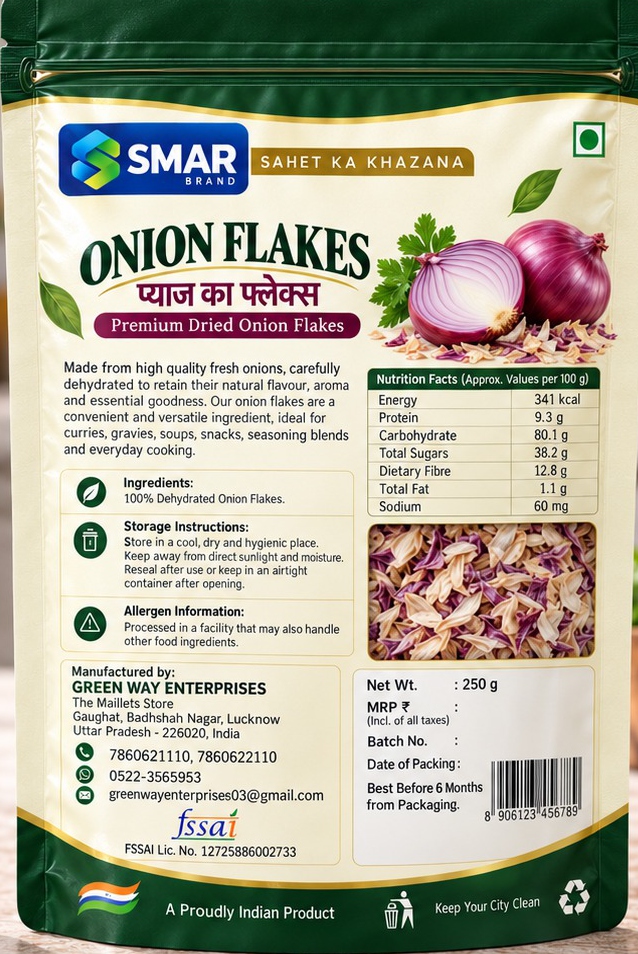 SMAR
BRAND
SAHET KA KHAZANA
ONION FLAKES
प्याज का फ्लेक्स
Premium Dried Onion Flakes
Made from high quality fresh onions, carefully
dehydrated to retain their natural flavour, aroma
and essential goodness. Our onion flakes are a
convenient and versatile ingredient, ideal for
curries, gravies, soups, snacks, seasoning blends
and everyday cooking.
Ingredients:
100% Dehydrated Onion Flakes.
Storage Instructions:
Store in a cool, dry and hygienic place.
Keep away from direct sunlight and moisture.
Reseal after use or keep in an airtight
container after opening.
Allergen Information:
Processed in a facility that may also handle
other food ingredients.
Nutrition Facts (Approx. Values per 100 g)
Energy 341 kcal
Protein 9.3 g
Carbohydrate 80.1 g
Total Sugars 38.2 g
Dietary Fibre 12.8 g
Total Fat 1.1 g
Sodium 60 mg
Manufactured by:
GREEN WAY ENTERPRISES
The Maillets Store
Gaughat, Badhshah Nagar, Lucknow
Uttar Pradesh - 226020, India
7860621110, 7860622110
0522-3565953
greenwayenterprises03@gmail.com
fssai
FSSAI Lic. No. 12725886002733
Net Wt. : 250 g
MRP ₹ :
(Incl. of all taxes)
Batch No. :
Date of Packing :
Best Before 6 Months
from Packaging.
8 906123 456789
A Proudly Indian Product
Keep Your City Clean